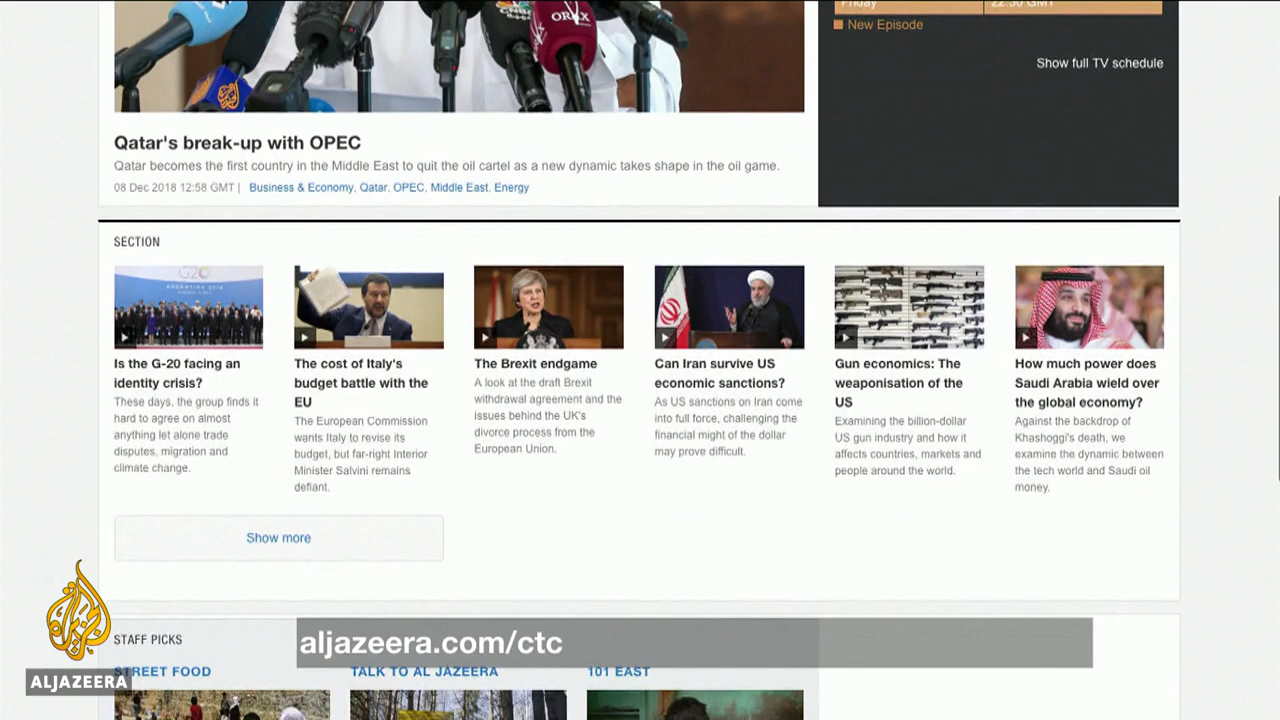 ORFX
Friday
22:30 GMT
New Episode
Show full TV schedule
Qatar's break-up with OPEC
Qatar becomes the first country in the Middle East to quit the oil cartel as a new dynamic takes shape in the oil game.
08 Dec 2018 12:58 GMT | Business & Economy, Qatar, OPEC, Middle East, Energy
SECTION
G20
ARGENTINA 2018
Is the G-20 facing an
identity crisis?
These days, the group finds it
hard to agree on almost
anything let alone trade
disputes, migration and
climate change.
The cost of Italy's
budget battle with the
EU
The European Commission
wants Italy to revise its
budget, but far-right Interior
Minister Salvini remains
defiant.
The Brexit endgame
A look at the draft Brexit
withdrawal agreement and the
issues behind the UK's
divorce process from the
European Union.
Can Iran survive US
economic sanctions?
As US sanctions on Iran come
into full force, challenging the
financial might of the dollar
may prove difficult.
Gun economics: The
weaponisation of the
US
Examining the billion-dollar
US gun industry and how it
affects countries, markets and
people around the world.
How much power does
Saudi Arabia wield over
the global economy?
Against the backdrop of
Khashoggi's death, we
examine the dynamic between
the tech world and Saudi oil
money.
Show more
STAFF PICKS
aljazeera.com/ctc
STREET FOOD
TALK TO AL JAZEERA
101 EAST
ALJAZEERA